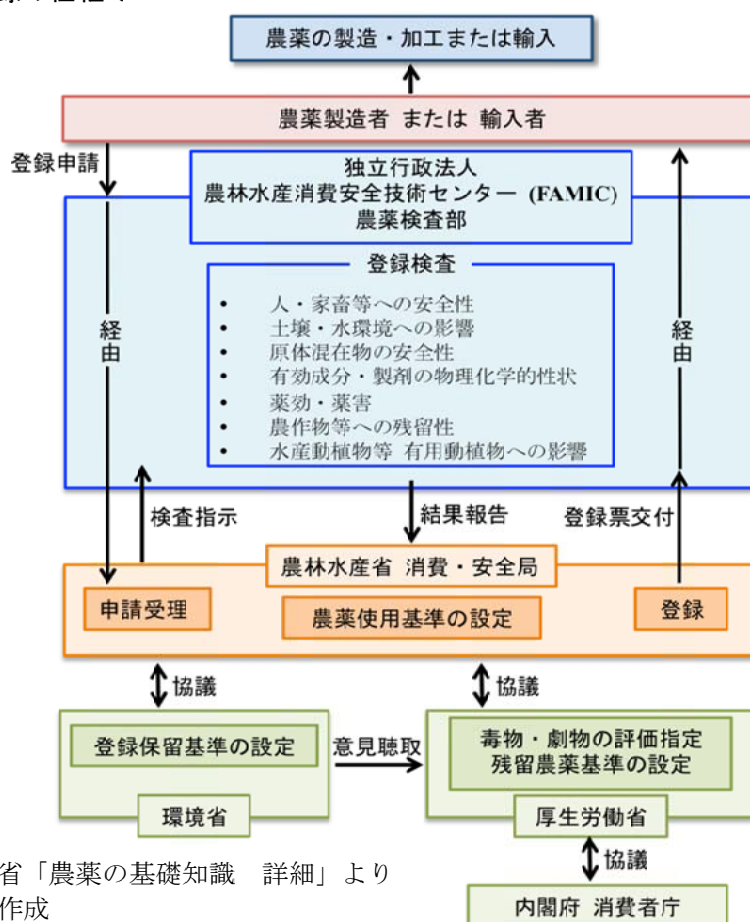 農薬の製造・加工または輸入
農薬製造者 または 輸入者
登録申請
独立行政法人
農林水産消費安全技術センター (FAMIC)
農薬検査部
登録検査
• 人・家畜等への安全性
• 土壌・水環境への影響
• 原体混在物の安全性
• 有効成分・製剤の物理化学的性状
• 薬効・薬害
• 農作物等への残留性
• 水産動植物等 有用動植物への影響
経由
経由
検査指示
結果報告
登録票交付
農林水産省 消費・安全局
申請受理
農薬使用基準の設定
登録
協議
協議
登録保留基準の設定
意見聴取
毒物・劇物の評価指定
残留農薬基準の設定
環境省
厚生労働省
省「農薬の基礎知識 詳細」より
作成
協議
内閣府 消費者庁